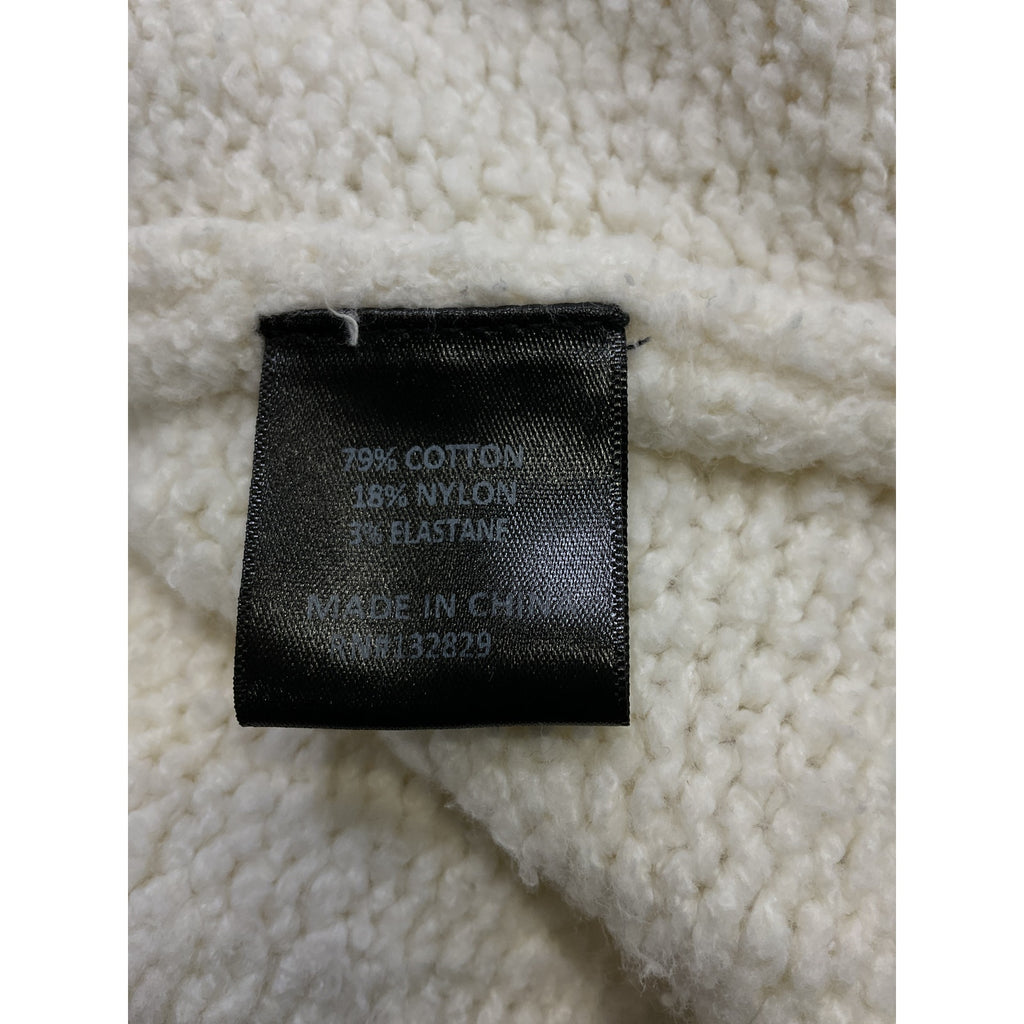 79% COTTON
18% NYLON
3% ELASTANE
MADE IN CHINA
RN#132829